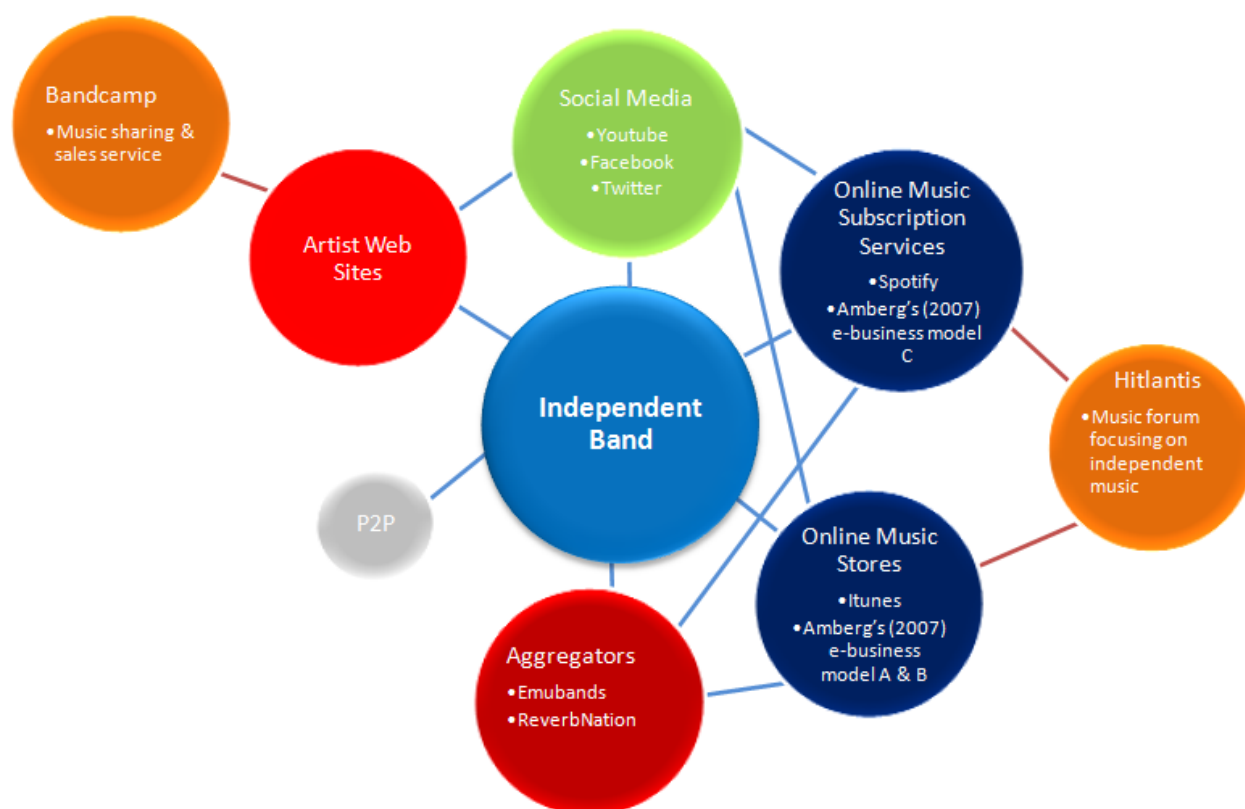 Bandcamp
•Music sharing &
sales service
Social Media
•Youtube
•Facebook
•Twitter
Artist Web
Sites
Online Music
Subscription
Services
•Spotify
•Amberg's (2007)
e-business model
C
Independent
Band
Hitlantis
•Music forum
focusing on
independent
music
P2P
Online Music
Stores
•Itunes
•Amberg's (2007)
e-business
model A & B
Aggregators
•Emubands
•ReverbNation